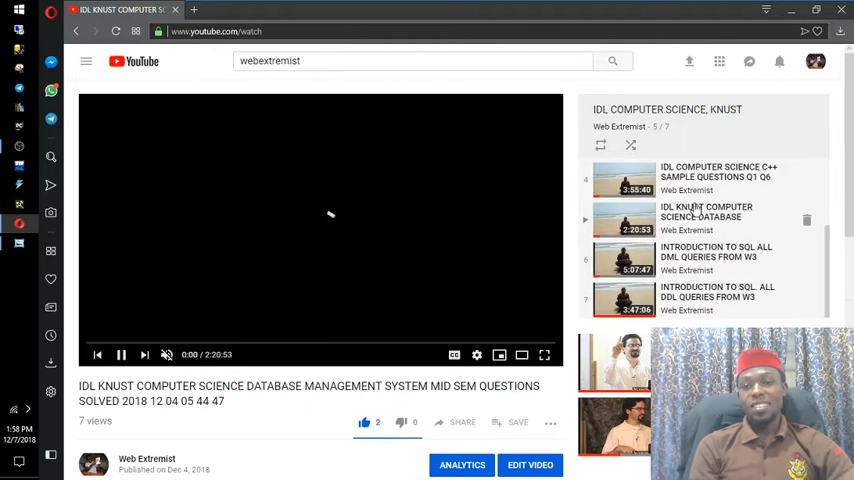 IDL KNUST COMPUTER SC
www.youtube.com/watch
YouTube
webextremist
IDL COMPUTER SCIENCE, KNUST
Web Extremist - 5 / 7
4
IDL COMPUTER SCIENCE C++
SAMPLE QUESTIONS Q1 Q6
Web Extremist
3:55:40
IDL KNUST COMPUTER
SCIENCE DATABASE
Web Extremist
2:20:53
6
INTRODUCTION TO SQL ALL
DML QUERIES FROM W3
Web Extremist
5:07:47
7
INTRODUCTION TO SQL. ALL
DDL QUERIES FROM W3
Web Extremist
3:47:06
0:00 / 2:20:53
CC
IDL KNUST COMPUTER SCIENCE DATABASE MANAGEMENT SYSTEM MID SEM QUESTIONS
SOLVED 2018 12 04 05 44 47
7 views
2
0
SHARE
SAVE
Web Extremist
Published on Dec 4, 2018
ANALYTICS
EDIT VIDEO
1:58 PM
12/7/2018